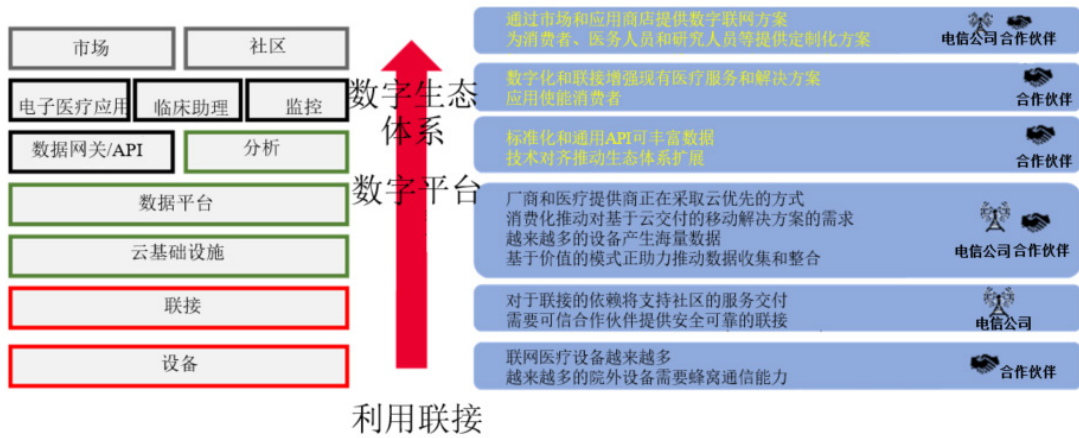 市场
社区
电子医疗应用
临床助理
监控
数据网关/API
分析
数据平台
云基础设施
联接
设备
数字生态
体系
数字平台
利用联接
通过市场和应用商店提供数字联网方案
为消费者、医务人员和研究人员等提供定制化方案
电信公司 合作伙伴
数字化和联接增强现有医疗服务和解决方案
应用使能消费者
合作伙伴
标准化和通用API可丰富数据
技术对齐推动生态体系扩展
合作伙伴
厂商和医疗提供商正在采取云优先的方式
消费化推动对基于云交付的移动解决方案的需求
越来越多的设备产生海量数据
基于价值的模式正助力推动数据收集和整合
电信公司 合作伙伴
对于联接的依赖将支持社区的服务交付
需要可信合作伙伴提供安全可靠的联接
电信公司
联网医疗设备越来越多
越来越多的院外设备需要蜂窝通信能力
合作伙伴